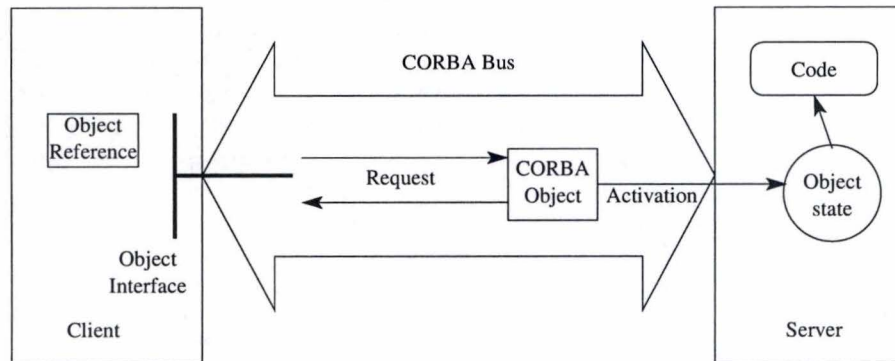 CORBA Bus
Code
Object
Reference
Request
CORBA
Object
Activation
Object
state
Object
Interface
Client
Server